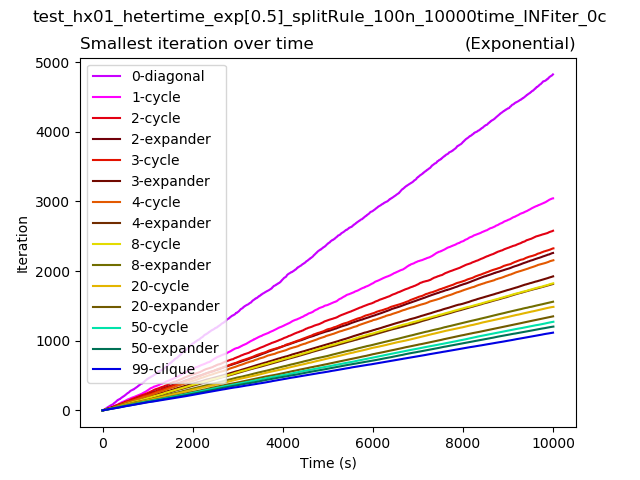 test_hx01_hetertime_exp[0.5]_splitRule_100n_10000time_INFiter_0c
Smallest iteration over time (Exponential)
5000
4000
3000
2000
1000
0
Iteration
0-diagonal
1-cycle
2-cycle
2-expander
3-cycle
3-expander
4-cycle
4-expander
8-cycle
8-expander
20-cycle
20-expander
50-cycle
50-expander
99-clique
0 2000 4000 6000 8000 10000
Time (s)